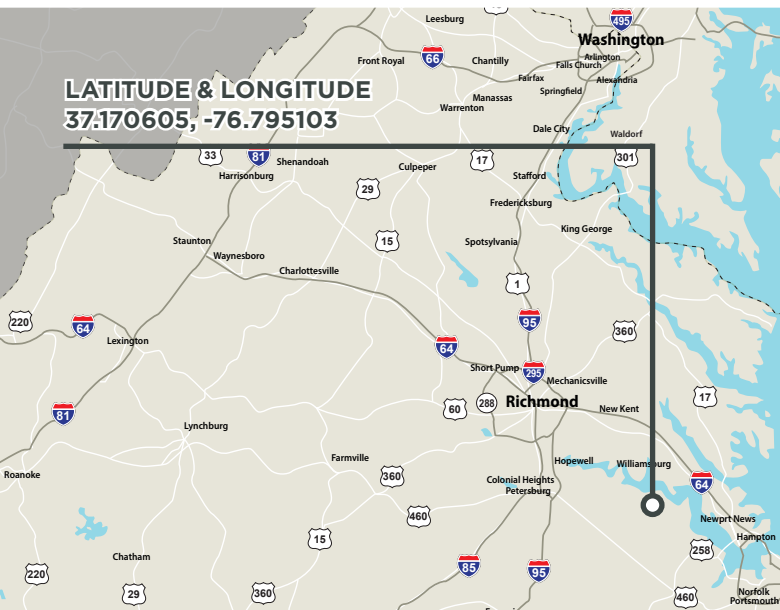 Leesburg
495
Washington
Front Royal
66
Chantilly
Arlington
Falls Church
Fairfax
Alexandria
Springfield
LATITUDE & LONGITUDE
37.170605, -76.795103
Manassas
Warrenton
Dale City
Waldorf
33
81
Shenandoah
17
301
Harrisonburg
Culpeper
Stafford
29
Fredericksburg
King George
Staunton
15
Spotsylvania
Waynesboro
Charlottesville
1
220
64
95
360
Lexington
64
Short Pump
295
Mechanicsville
81
60
288
Richmond
New Kent
17
Lynchburg
Farmville
Hopewell
Williamsburg
Roanoke
360
Colonial Heights
Petersburg
64
460
Newprt News
15
Hampton
Chatham
258
220
29
360
85
95
460
Norfolk
Portsmouth